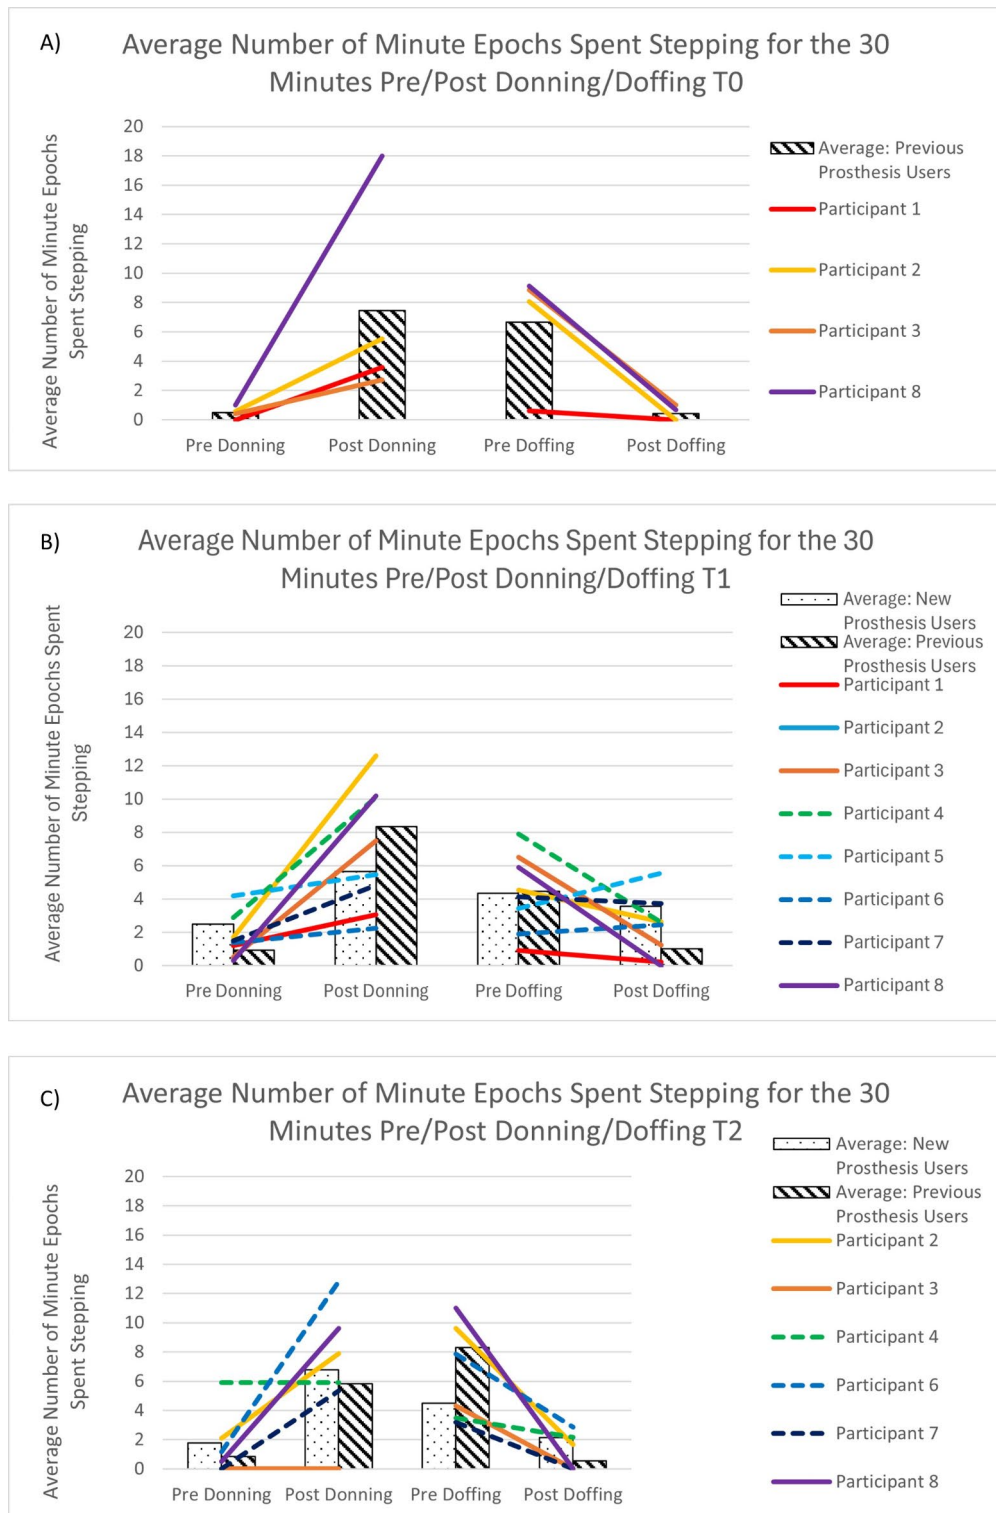 A)
Average Number of Minute Epochs Spent Stepping for the 30
Minutes Pre/Post Donning/Doffing T0
Average Number of Minute Epochs
Spent Stepping
20
18
16
14
12
10
8
6
4
2
0
Pre Donning
Post Donning
Pre Doffing
Post Doffing
Average: Previous
Prosthesis Users
Participant 1
Participant 2
Participant 3
Participant 8
B)
Average Number of Minute Epochs Spent Stepping for the 30
Minutes Pre/Post Donning/Doffing T1
Average Number of Minute Epochs Spent
Stepping
20
18
16
14
12
10
8
6
4
2
0
Pre Donning
Post Donning
Pre Doffing
Post Doffing
Average: New
Prosthesis Users
Average: Previous
Prosthesis Users
Participant 1
Participant 2
Participant 3
Participant 4
Participant 5
Participant 6
Participant 7
Participant 8
C)
Average Number of Minute Epochs Spent Stepping for the 30
Minutes Pre/Post Donning/Doffing T2
Average Number of Minute Epochs
Spent Stepping
20
18
16
14
12
10
8
6
4
2
0
Pre Donning
Post Donning
Pre Doffing
Post Doffing
Average: New
Prosthesis Users
Average: Previous
Prosthesis Users
Participant 2
Participant 3
Participant 4
Participant 6
Participant 7
Participant 8